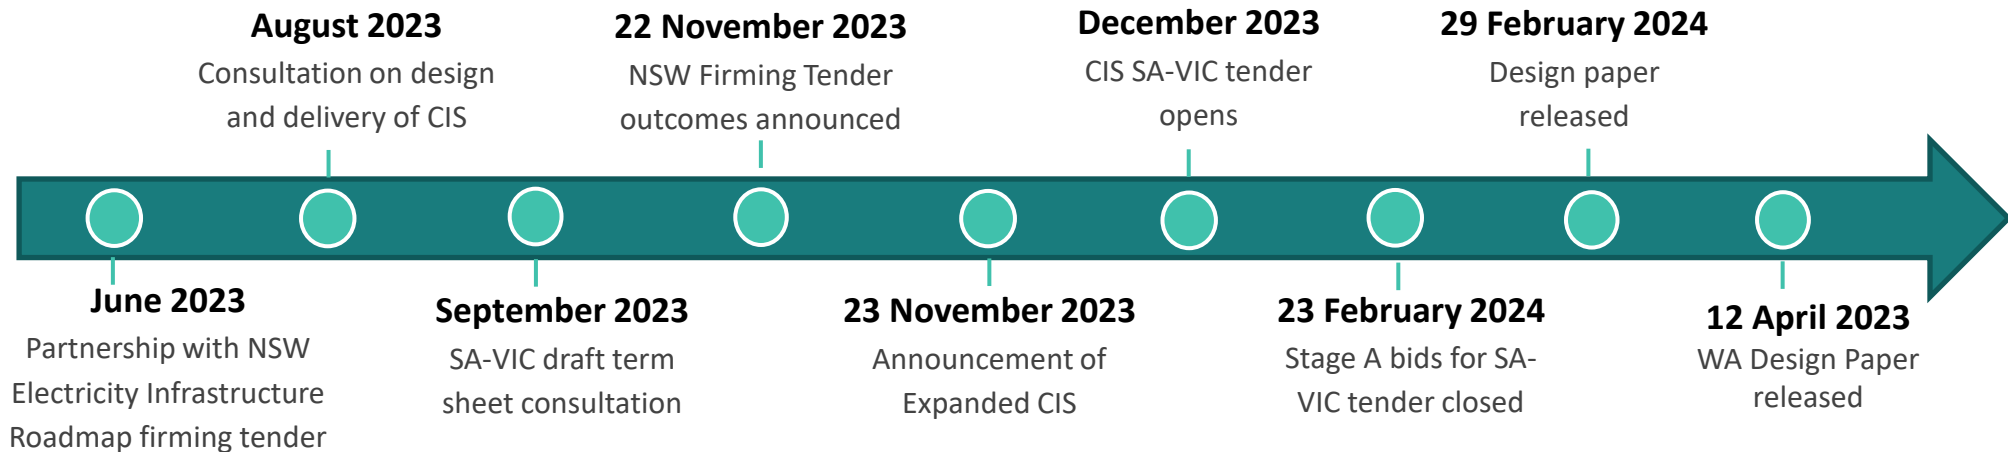 June 2023
Partnership with NSW
Electricity Infrastructure
Roadmap firming tender
August 2023
Consultation on design
and delivery of CIS
September 2023
SA-VIC draft term
sheet consultation
22 November 2023
NSW Firming Tender
outcomes announced
23 November 2023
Announcement of
Expanded CIS
December 2023
CIS SA-VIC tender
opens
23 February 2024
Stage A bids for SA-
VIC tender closed
29 February 2024
Design paper
released
12 April 2023
WA Design Paper
released